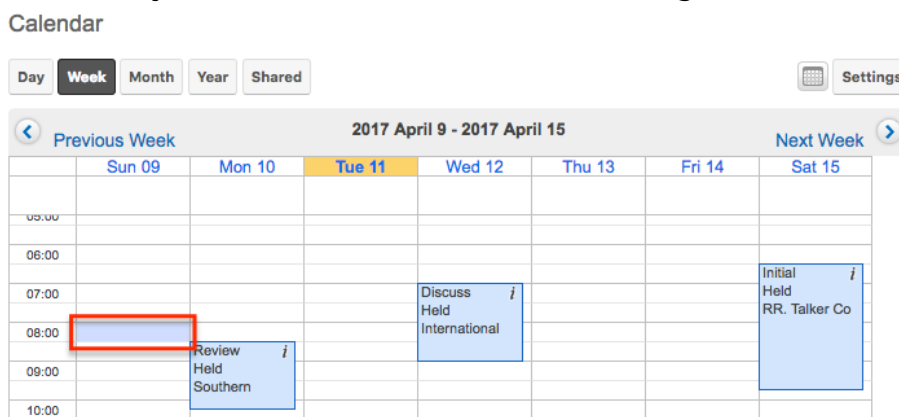 Calendar
Day Week Month Year Shared Settings
Previous Week 2017 April 9 - 2017 April 15 Next Week
Sun 09 Mon 10 Tue 11 Wed 12 Thu 13 Fri 14 Sat 15
05:00
06:00
Initial i
07:00 Discuss i Held
Held RR. Talker Co
08:00 International
Review i
09:00 Held
Southern
10:00